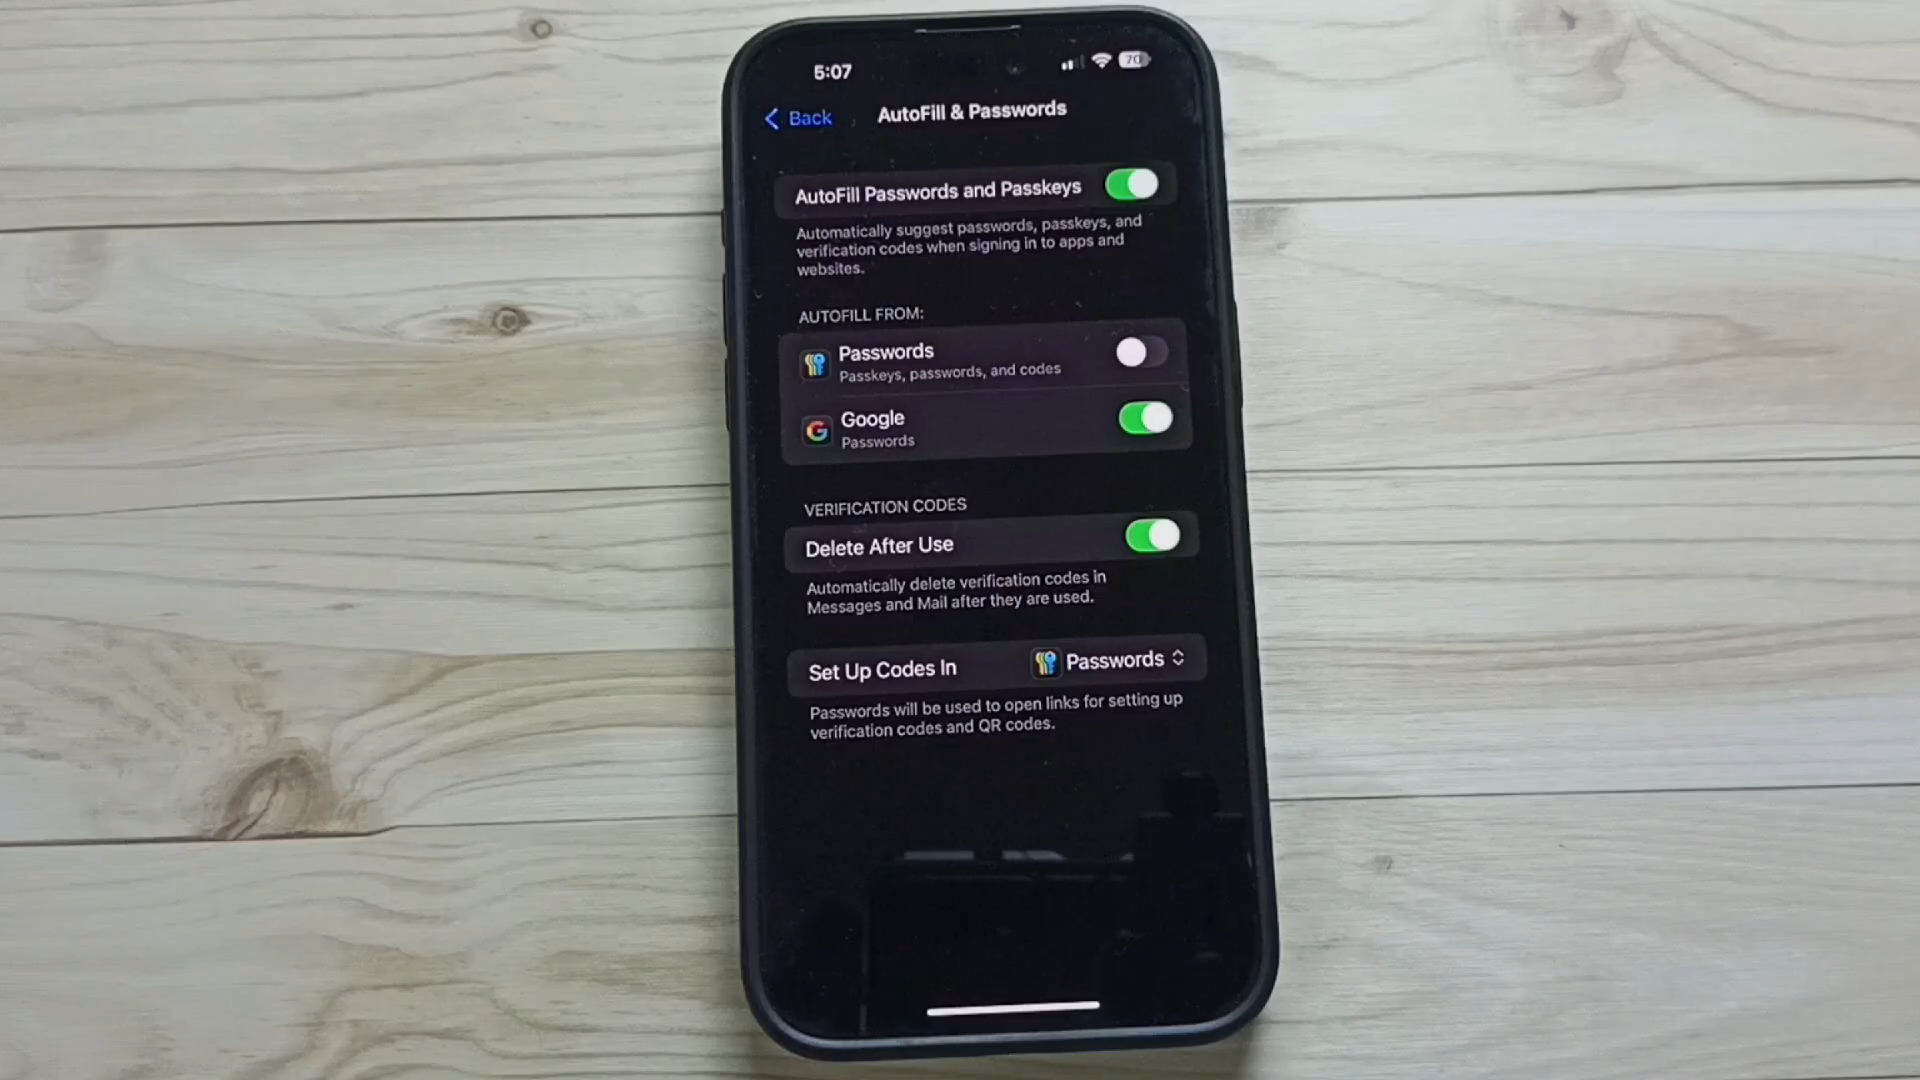 5:07
70
Back
AutoFill & Passwords
AutoFill Passwords and Passkeys
Automatically suggest passwords, passkeys, and
verification codes when signing in to apps and
websites.
AUTOFILL FROM:
Passwords
Passkeys, passwords, and codes
Google
Passwords
VERIFICATION CODES
Delete After Use
Automatically delete verification codes in
Messages and Mail after they are used.
Set Up Codes In Passwords
Passwords will be used to open links for setting up
verification codes and QR codes.